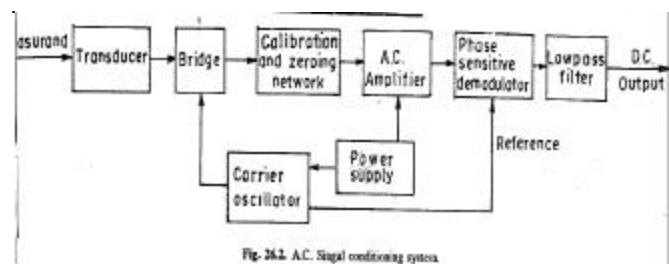 asurand
Transducer
Bridge
Calibration
and zeroing
network
A.C.
Amplifier
Phase
sensitive
demodulator
Lowpass
filter
D.C.
Output
Reference
Power
supply
Carrier
oscillator
Fig. 26.2. A.C. Singal conditioning system.